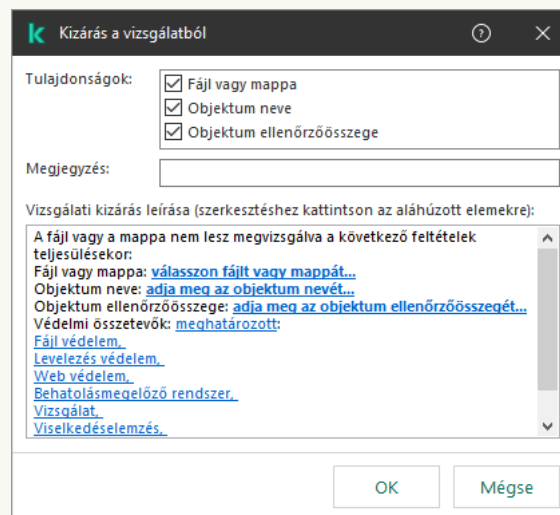 Kizárás a vizsgálatból
Tulajdonságok:
Fájl vagy mappa
Objektum neve
Objektum ellenőrzőösszege
Megjegyzés:
Vizsgálati kizárás leírása (szerkesztéshez kattintson az aláhúzott elemekre):
A fájl vagy a mappa nem lesz megvizsgálva a következő feltételek
teljesülésekor:
Fájl vagy mappa: válasszon fájlt vagy mappát...
Objektum neve: adja meg az objektum nevét...
Objektum ellenőrzőösszege: adja meg az objektum ellenőrzőösszegét...
Védelmi összetevők: meghatározott:
Fájl védelem,
Levelezés védelem,
Web védelem,
Behatolásmegelőző rendszer,
Vizsgálat,
Viselkedéselemzés,
OK
Mégse